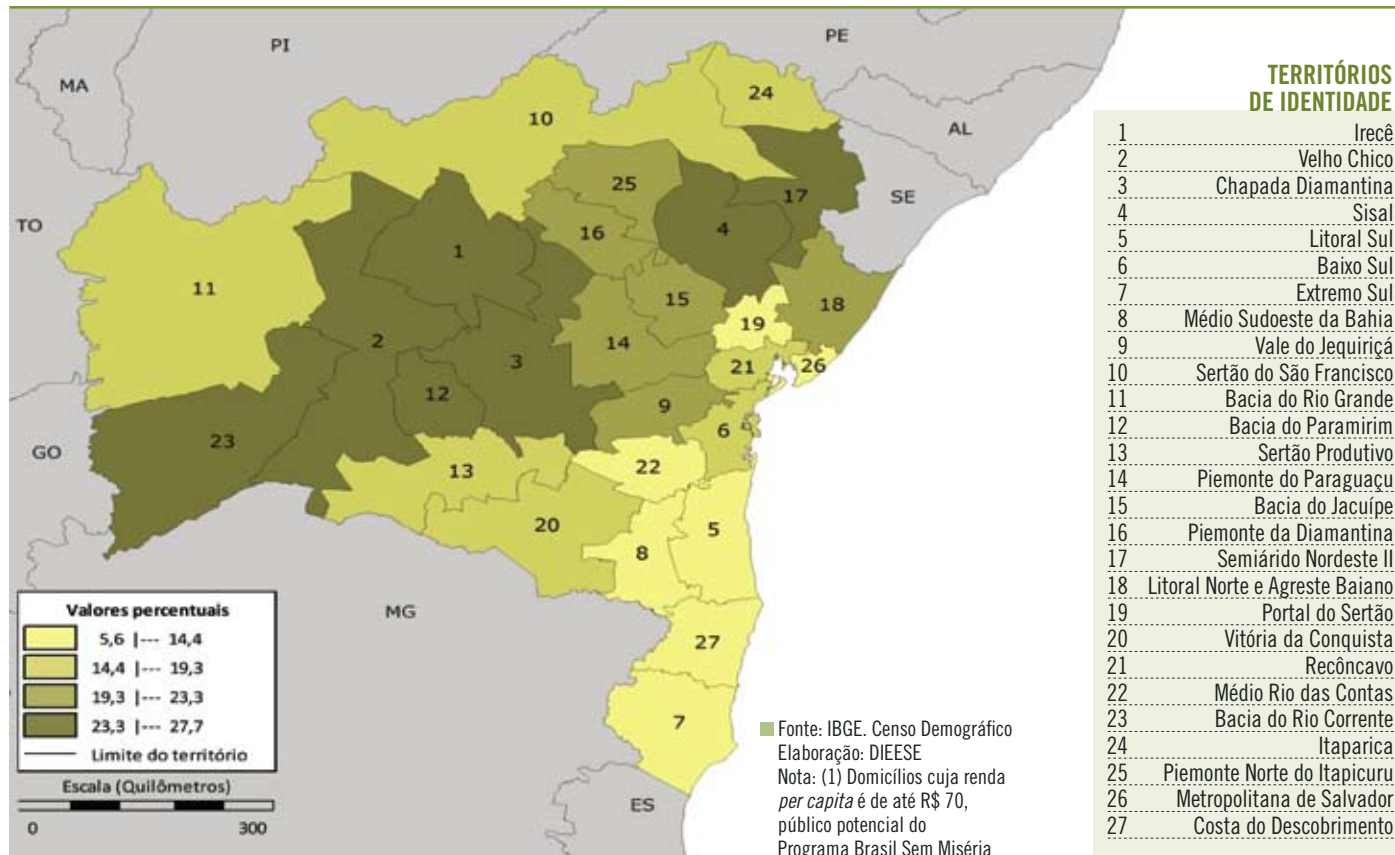 PI
PE
MA
AL
SE
TO
GO
MG
ES
10
24
25
17
16
4
1
11
15
18
19
2
14
3
21
26
12
9
23
6
22
13
5
20
8
27
7
Valores percentuais
5,6 |--- 14,4
14,4 |--- 19,3
19,3 |--- 23,3
23,3 |--- 27,7
Limite do território
Escala (Quilômetros)
0 300
Fonte: IBGE. Censo Demográfico
Elaboração: DIEESE
Nota: (1) Domicílios cuja renda
per capita é de até R$ 70,
público potencial do
Programa Brasil Sem Miséria
TERRITÓRIOS
DE IDENTIDADE
1 Irecê
2 Velho Chico
3 Chapada Diamantina
4 Sisal
5 Litoral Sul
6 Baixo Sul
7 Extremo Sul
8 Médio Sudoeste da Bahia
9 Vale do Jequiriçá
10 Sertão do São Francisco
11 Bacia do Rio Grande
12 Bacia do Paramirim
13 Sertão Produtivo
14 Piemonte do Paraguaçu
15 Bacia do Jacuípe
16 Piemonte da Diamantina
17 Semiárido Nordeste II
18 Litoral Norte e Agreste Baiano
19 Portal do Sertão
20 Vitória da Conquista
21 Recôncavo
22 Médio Rio das Contas
23 Bacia do Rio Corrente
24 Itaparica
25 Piemonte Norte do Itapicuru
26 Metropolitana de Salvador
27 Costa do Descobrimento